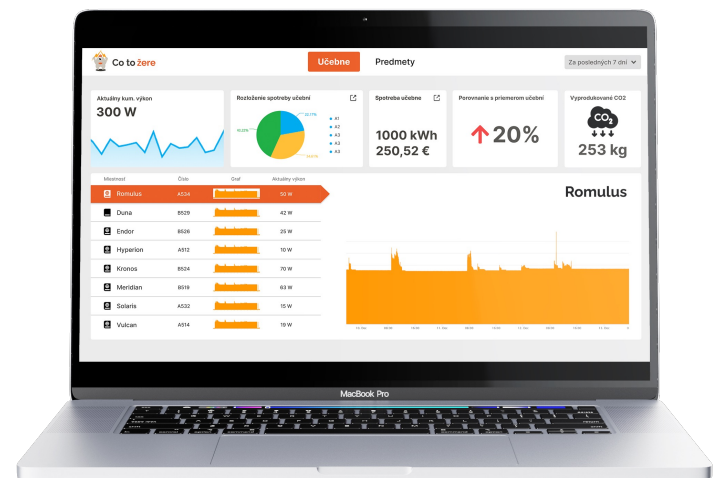 Co to žere
Učebne
Predmety
Za posledných 7 dní
Aktuálny kum. výkon
300 W
Rozloženie spotreby učební
A1
A2
A3
A3
A3
Spotreba učebne
1000 kWh
250,52 €
Porovnanie s priemerom učební
20%
Vyprodukované CO2
CO2
253 kg
Miestnosť Číslo Graf Aktuálny výkon
Romulus A534 50 W
Duna B529 42 W
Endor B526 25 W
Hyperion A512 10 W
Kronos B524 70 W
Meridian B519 63 W
Solaris A532 15 W
Vulcan A514 19 W
Romulus
MacBook Pro